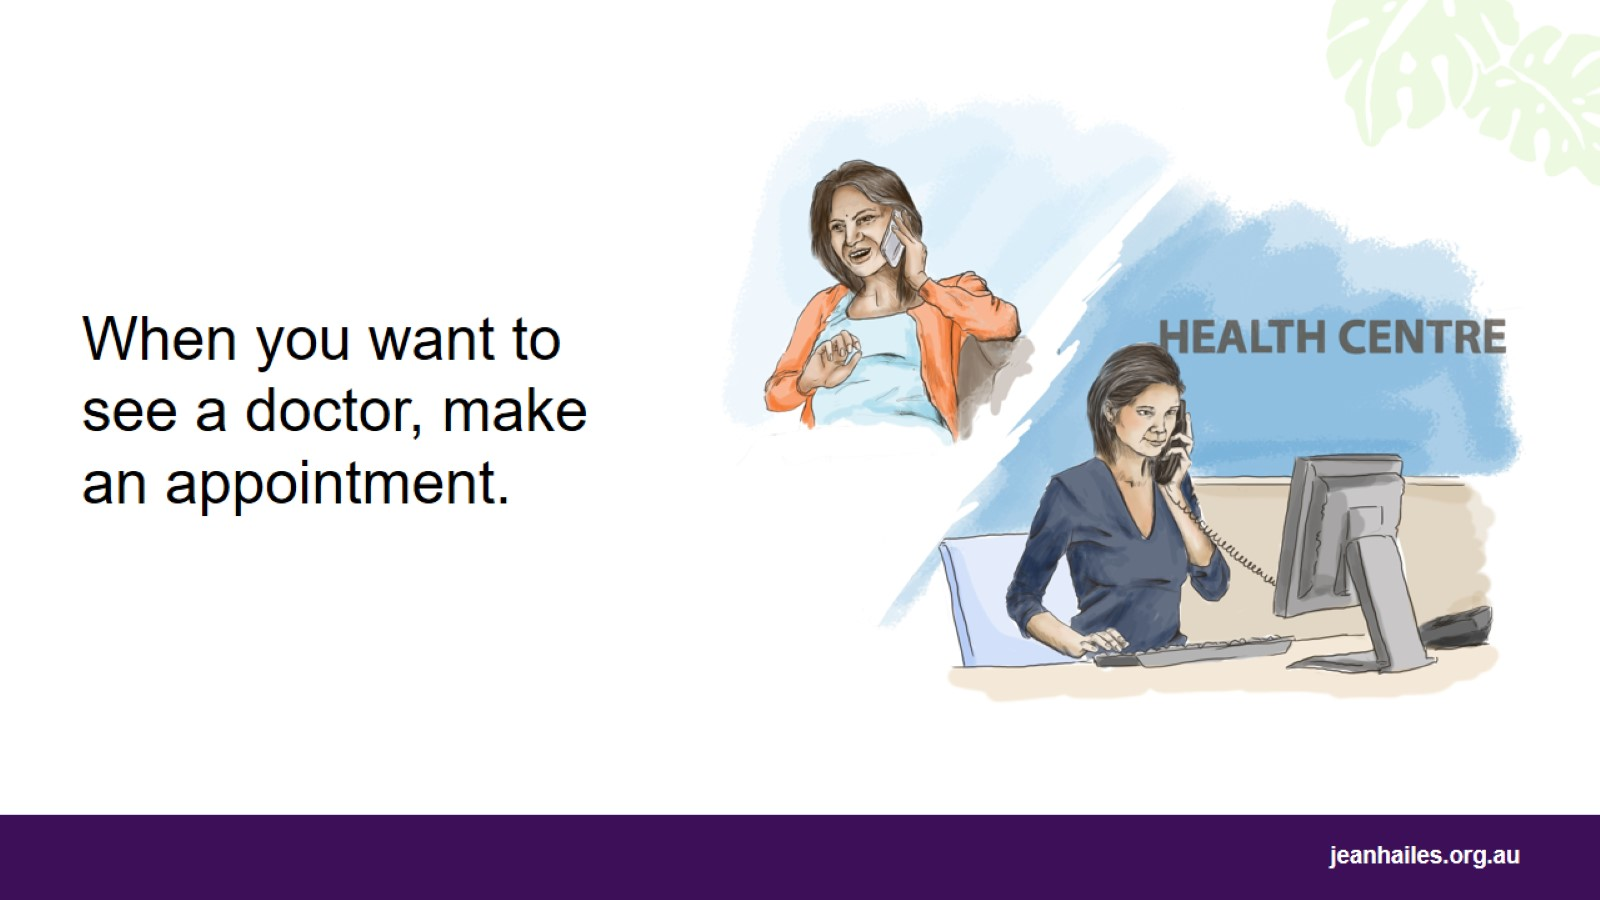 When you want to
see a doctor, make
an appointment.
HEALTH CENTRE
jeanhailes.org.au